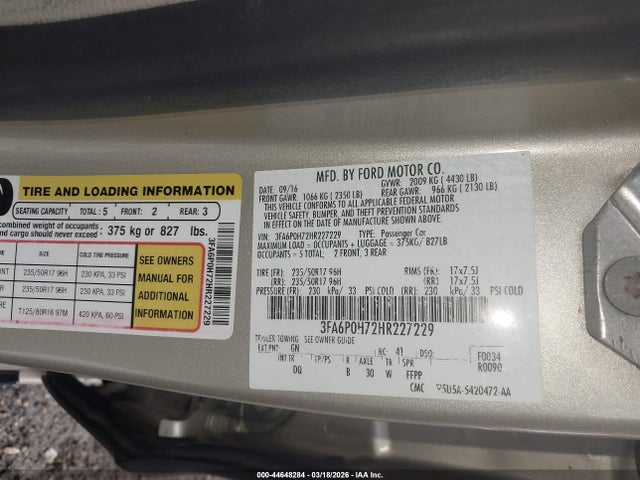 TIRE AND LOADING INFORMATION
SEATING CAPACITY TOTAL : 5 FRONT: 2 REAR: 3
combined weight of occupants
and cargo should never exceed : 375 kg or 827 lbs.
SIZE COLD TIRE PRESSURE
235/50R17 96H 230 KPA, 33 PSI
235/50R17 96H 230 KPA, 33 PSI
T125/80R16 97M 420 KPA, 60 PSI
SEE OWNERS
MANUAL FOR
ADDITIONAL
INFORMATION
3FA6P0H72HR227229
MFD. BY FORD MOTOR CO.
DATE: 09/16 GVWR: 2009 KG ( 4430 LB)
FRONT GAWR: 1066 KG ( 2350 LB) REAR GAWR: 966 KG ( 2130 LB)
THIS VEHICLE CONFORMS TO ALL APPLICABLE FEDERAL MOTOR
VEHICLE SAFETY, BUMPER, AND THEFT PREVENTION STANDARDS
IN EFFECT ON THE DATE OF MANUFACTURE SHOWN ABOVE.
VIN: 3FA6P0H72HR227229 TYPE: Passenger Car
MAXIMUM LOAD = OCCUPANTS + LUGGAGE = 375KG/ 827LB
OCCUPANTS = 5 TOTAL: 2 FRONT, 3 REAR
TIRE (FR): 235/50R17 96H RIMS (FR): 17x7.5J
(RR): 235/50R17 96H (RR): 17x7.5J
PRESSURE (FR): 230 kPa/ 33 PSI COLD (RR): 230 kPa/33 PSI COLD
3FA6P0H72HR227229
TRAILER TOWING - SEE OWNER GUIDE
EXT PNT: GN RC: 41 DSO: F0034
R0090
INT TR TP/PS R AXLE TR SPR
DQ B 30 W FFPP
CMC 5U5A-5420472-AA
000-44648284 | 03/18/2026 - IAA, Inc.